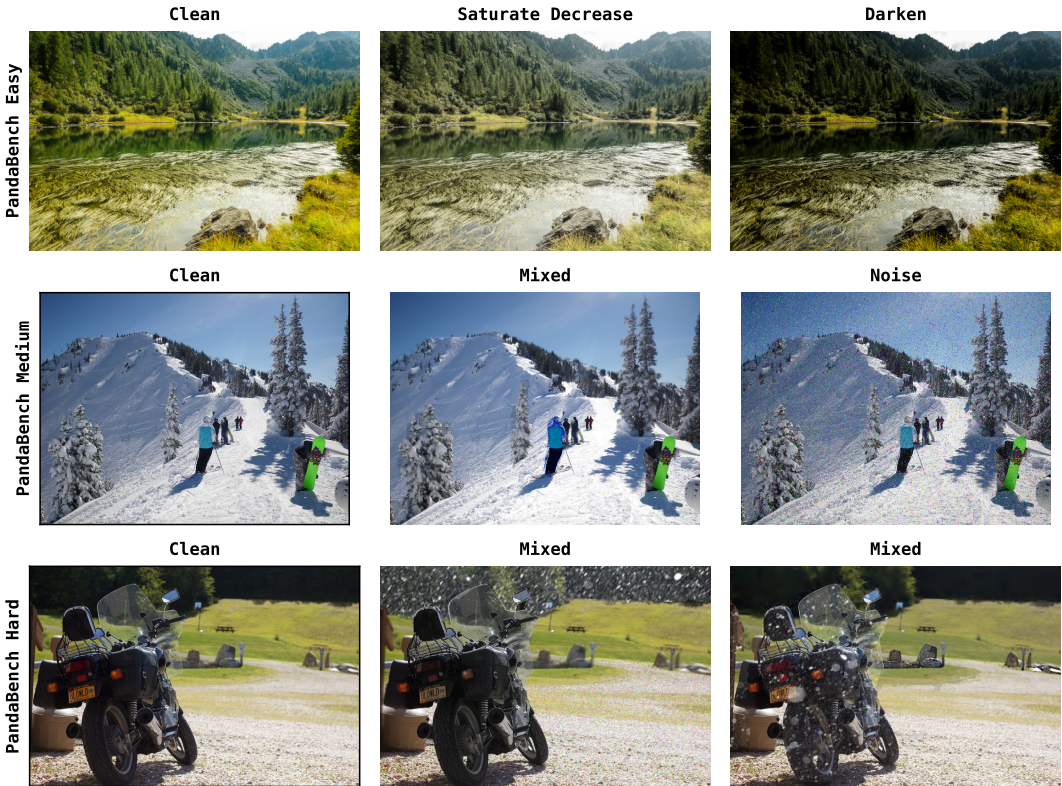 Clean
Saturate Decrease
Darken
PandaBench Easy
Clean
Mixed
Noise
PandaBench Medium
Clean
Mixed
Mixed
PandaBench Hard